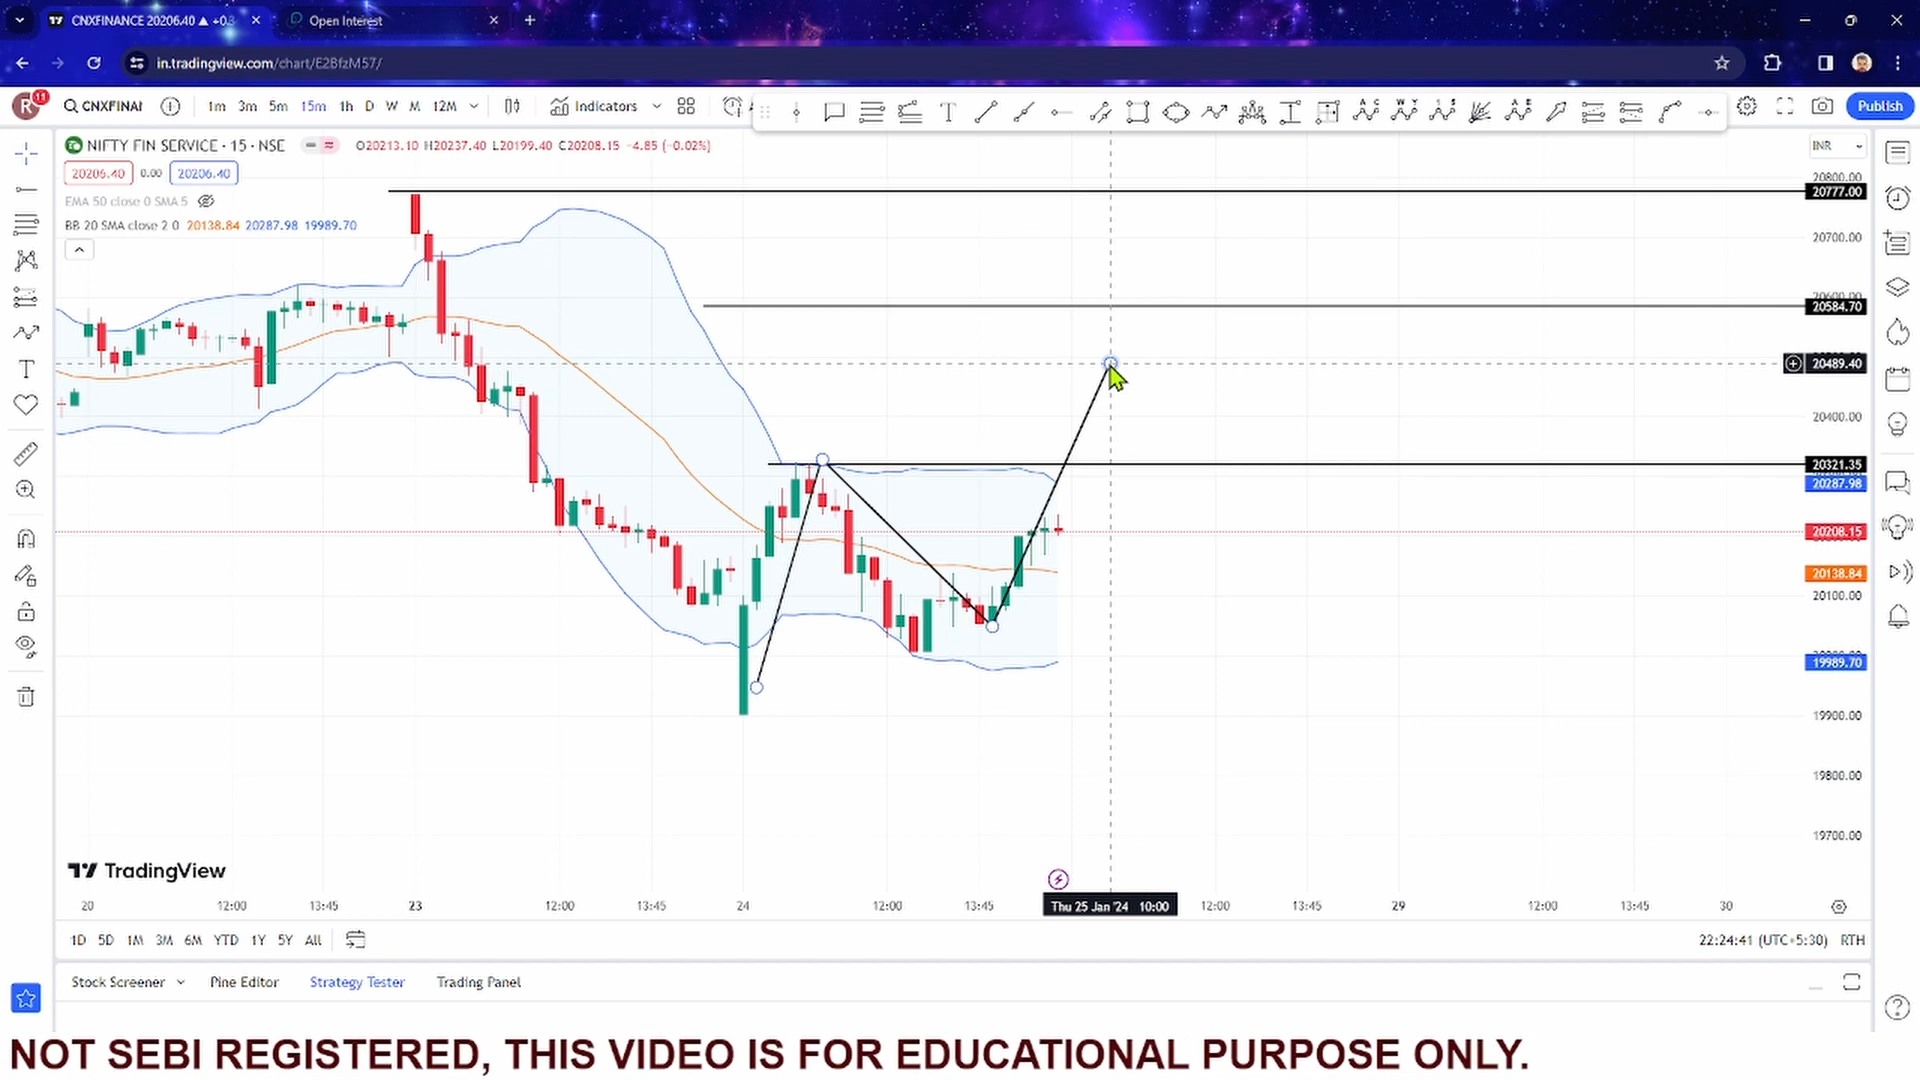 CNXFINANCE 20206.40 ▲ +0.
Open Interest
in.tradingview.com/chart/E2BfzM57/
R 11
CNXFINAI 1m 3m 5m 15m 1h D W M 12M Indicators Publish
NIFTY FIN SERVICE · 15 · NSE O20213.10 H20237.40 L20199.40 C20208.15 -4.85 (-0.02%)
INR
20206.40 0.00 20206.40
EMA 50 close 0 SMA 5
BB 20 SMA close 2 0 20138.84 20287.98 19989.70
20800.00
20777.00
20700.00
20600.00
20584.70
20489.40
20400.00
20321.35
20287.98
20208.15
20138.84
20100.00
19989.70
19900.00
19800.00
19700.00
TradingView
20 12:00 13:45 23 12:00 13:45 24 12:00 13:45 Thu 25 Jan '24 10:00 12:00 13:45 29 12:00 13:45 30
1D 5D 1M 3M 6M YTD 1Y 5Y All 22:24:41 (UTC+5:30) RTH
Stock Screener Pine Editor Strategy Tester Trading Panel
NOT SEBI REGISTERED, THIS VIDEO IS FOR EDUCATIONAL PURPOSE ONLY.